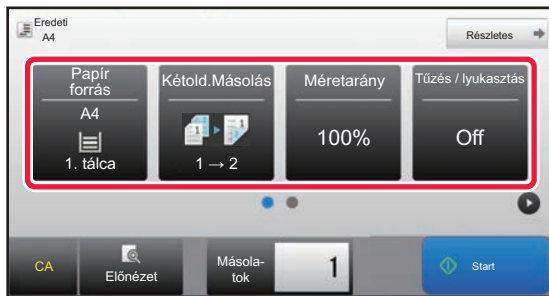 Eredeti
A4
Részletes
Papír
forrás
A4
1. tálca
Kétold.Másolás
1 → 2
Méretarány
100%
Tűzés / lyukasztás
Off
CA
Előnézet
Másola-
tok
1
Start